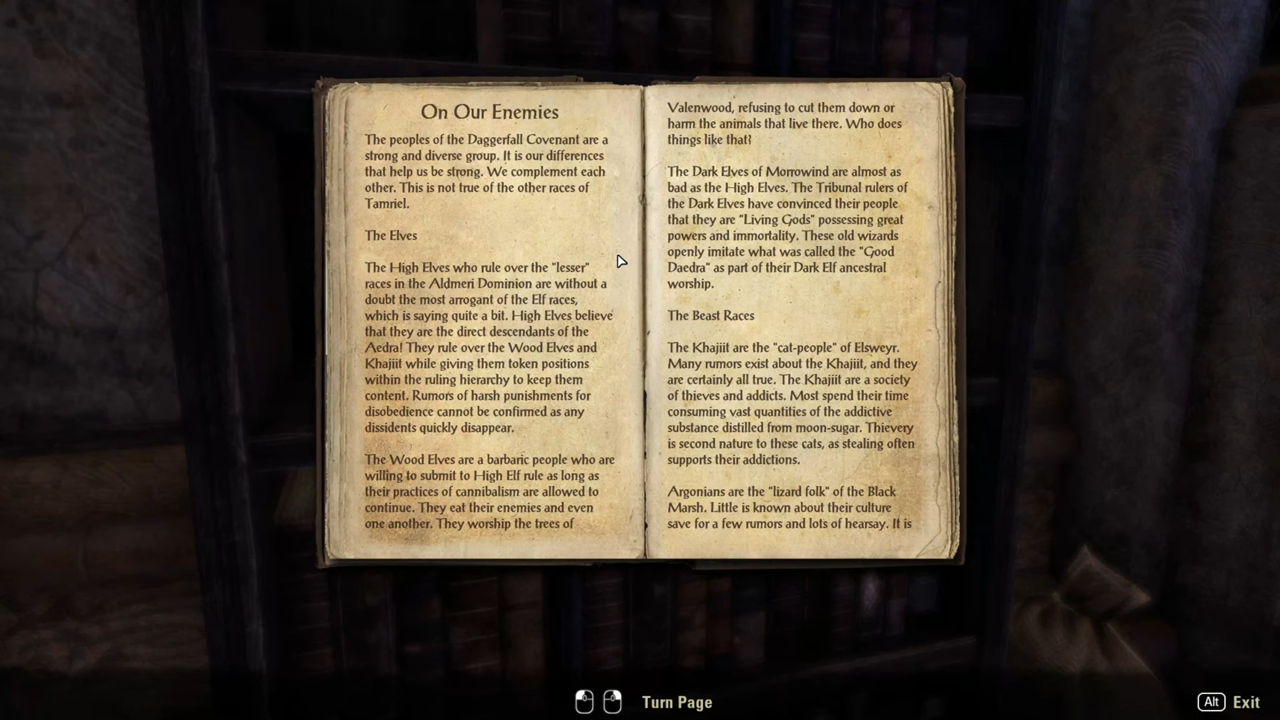 On Our Enemies
The peoples of the Daggerfall Covenant are a
strong and diverse group. It is our differences
that help us be strong. We complement each
other. This is not true of the other races of
Tamriel.
The Elves
The High Elves who rule over the "lesser"
races in the Aldmeri Dominion are without a
doubt the most arrogant of the Elf races,
which is saying quite a bit. High Elves believe
that they are the direct descendants of the
Aedra! They rule over the Wood Elves and
Khajiit while giving them token positions
within the ruling hierarchy to keep them
content. Rumors of harsh punishments for
disobedience cannot be confirmed as any
dissidents quickly disappear.
The Wood Elves are a barbaric people who are
willing to submit to High Elf rule as long as
their practices of cannibalism are allowed to
continue. They eat their enemies and even
one another. They worship the trees of
Valenwood, refusing to cut them down or
harm the animals that live there. Who does
things like that?
The Dark Elves of Morrowind are almost as
bad as the High Elves. The Tribunal rulers of
the Dark Elves have convinced their people
that they are "Living Gods" possessing great
powers and immortality. These old wizards
openly imitate what was called the "Good
Daedra" as part of their Dark Elf ancestral
worship.
The Beast Races
The Khajiit are the "cat-people" of Elsweyr.
Many rumors exist about the Khajiit, and they
are certainly all true. The Khajiit are a society
of thieves and addicts. Most spend their time
consuming vast quantities of the addictive
substance distilled from moon-sugar. Thievery
is second nature to these cats, as stealing often
supports their addictions.
Argonians are the "lizard folk" of the Black
Marsh. Little is known about their culture
save for a few rumors and lots of hearsay. It is
Turn Page
Alt Exit